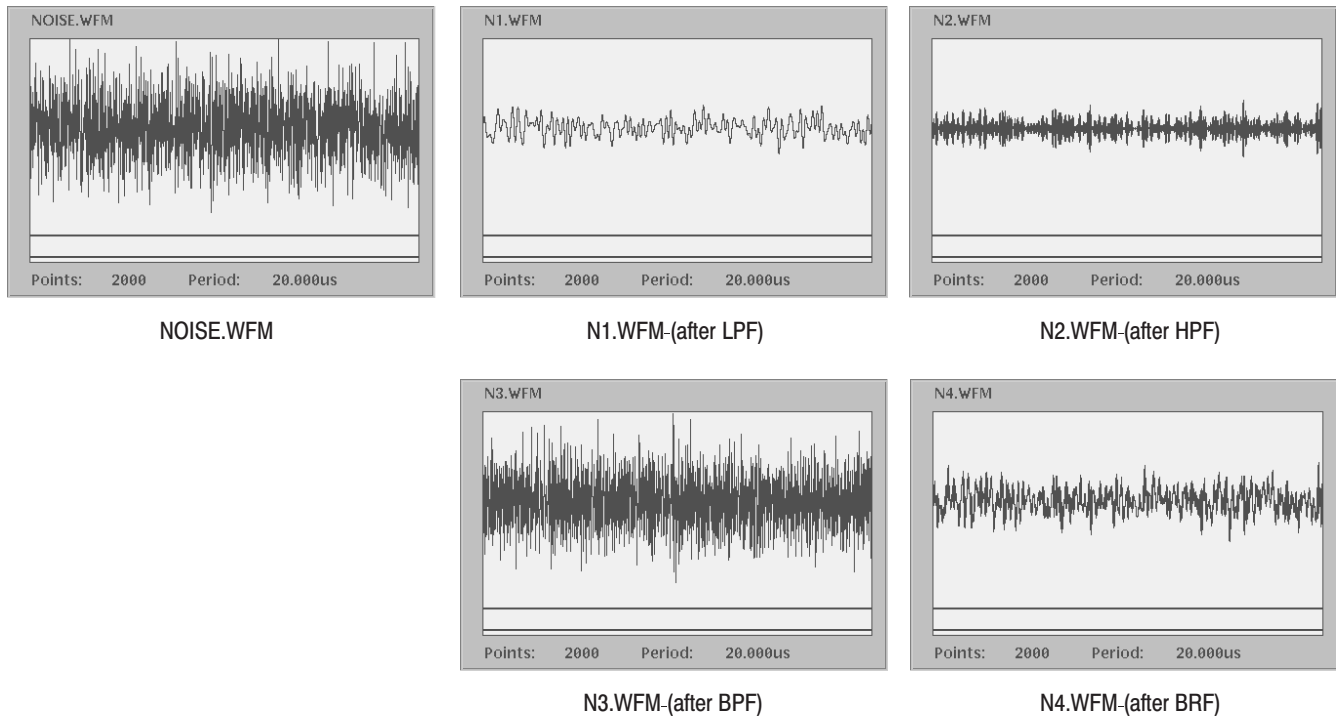 NOISE.WFM
Points: 2000 Period: 20.000us
NOISE.WFM
N1.WFM
Points: 2000 Period: 20.000us
N1.WFM-(after LPF)
N2.WFM
Points: 2000 Period: 20.000us
N2.WFM-(after HPF)
N3.WFM
Points: 2000 Period: 20.000us
N3.WFM-(after BPF)
N4.WFM
Points: 2000 Period: 20.000us
N4.WFM-(after BRF)